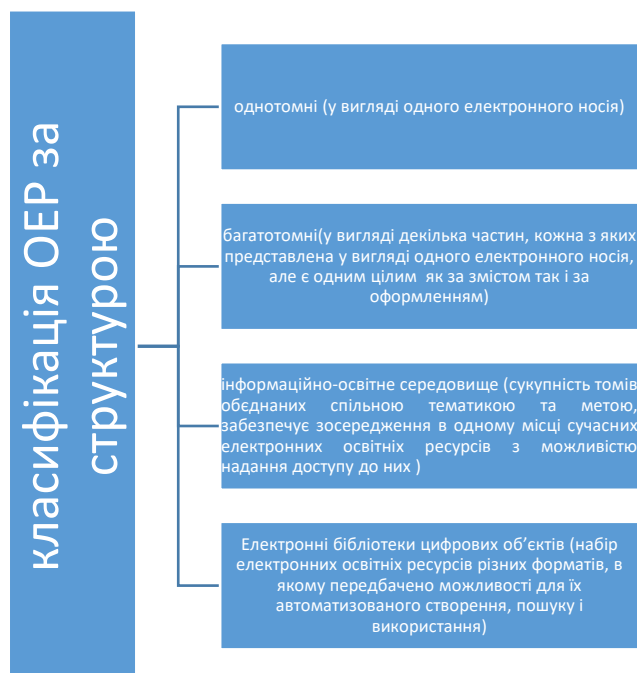 класифікація ОЕР за
структурою
однотомні (у вигляді одного електронного носія)
багатотомні(у вигляді декілька частин, кожна з яких
представлена у вигляді одного електронного носія,
але є одним цілим як за змістом так і за
оформленням)
інформаційно-освітне середовище (сукупність томів
обєднаних спільною тематикою та метою,
забезпечує зосередження в одному місці сучасних
електронних освітніх ресурсів з можливістю
надання доступу до них )
Електронні бібліотеки цифрових об’єктів (набір
електронних освітніх ресурсів різних форматів, в
якому передбачено можливості для їх
автоматизованого створення, пошуку і
використання)